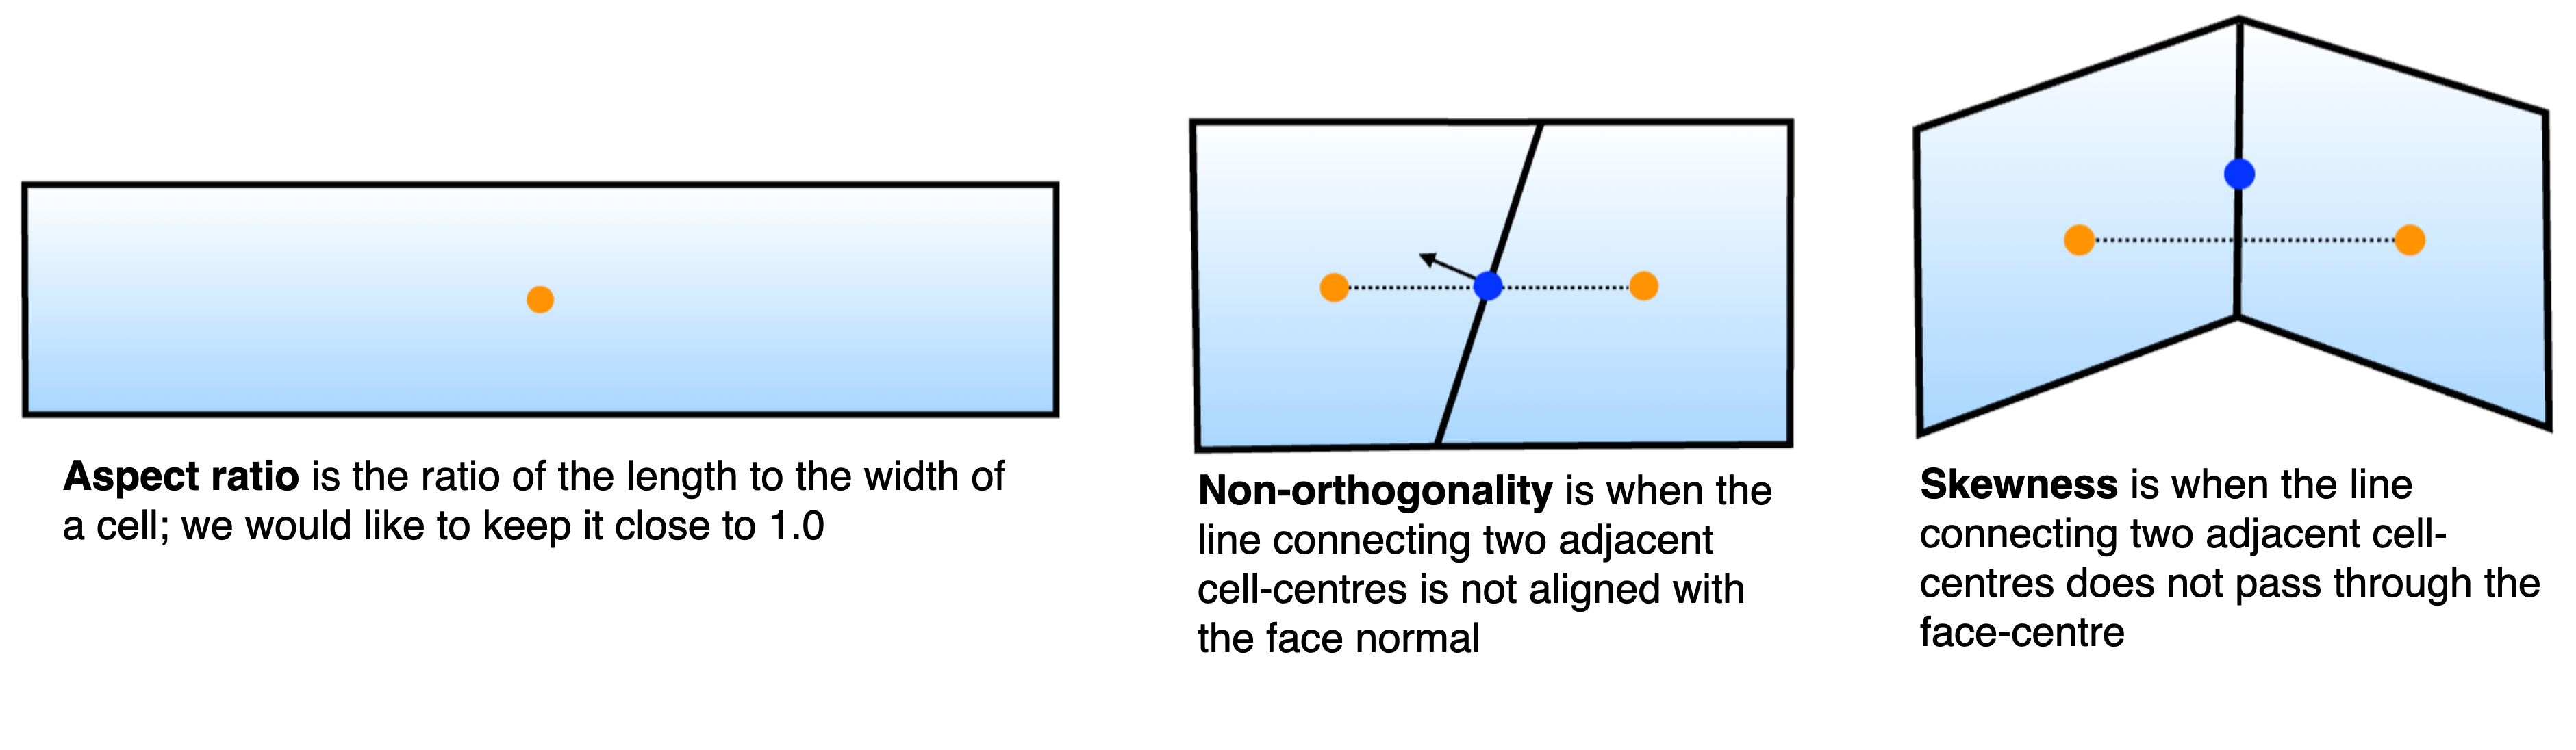 Aspect ratio is the ratio of the length to the width of
a cell; we would like to keep it close to 1.0
Non-orthogonality is when the
line connecting two adjacent
cell-centres is not aligned with
the face normal
Skewness is when the line
connecting two adjacent cell-
centres does not pass through the
face-centre